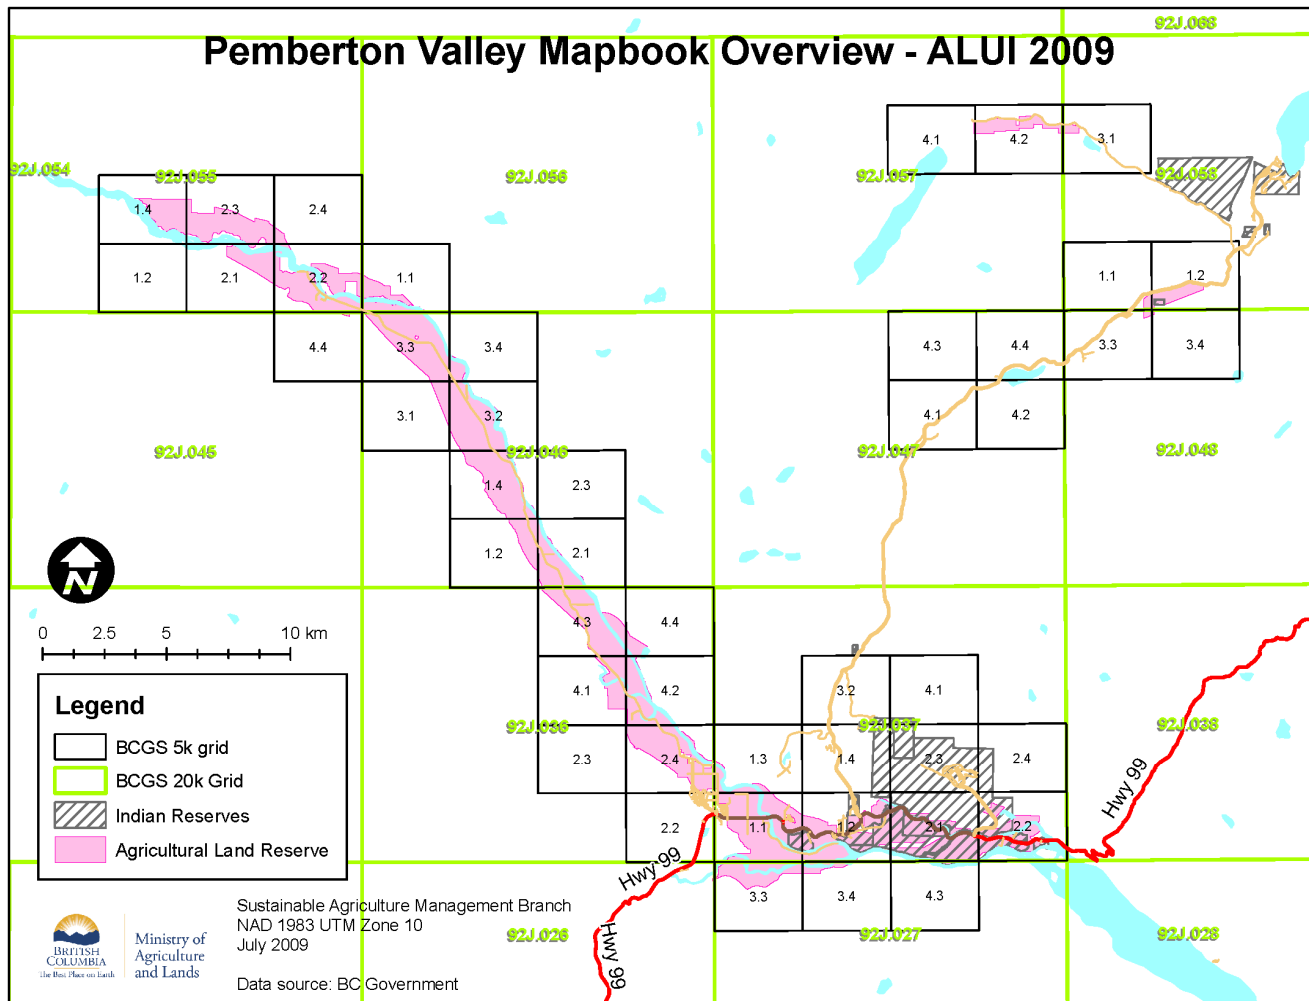 92J.068
Pemberton Valley Mapbook Overview - ALUI 2009
4.1
4.2
3.1
92J.054
92J.055
92J.056
92J.057
92J.058
1.4
2.3
2.4
1.2
2.1
2.2
1.1
1.1
1.2
4.4
3.3
3.4
4.3
4.4
3.3
3.4
3.1
3.2
4.1
4.2
92J.045
92J.046
92J.047
92J.048
1.4
2.3
1.2
2.1
4.3
4.4
4.1
4.2
3.2
4.1
92J.036
92J.037
92J.038
2.3
2.4
1.3
1.4
2.3
2.4
2.2
1.1
1.2
2.1
2.2
Hwy 99
Hwy 99
Hwy 99
3.3
3.4
4.3
92J.026
92J.027
92J.028
N
0 2.5 5 10 km
Legend
BCGS 5k grid
BCGS 20k Grid
Indian Reserves
Agricultural Land Reserve
BRITISH
COLUMBIA
The Best Place on Earth
Ministry of
Agriculture
and Lands
Sustainable Agriculture Management Branch
NAD 1983 UTM Zone 10
July 2009
Data source: BC Government